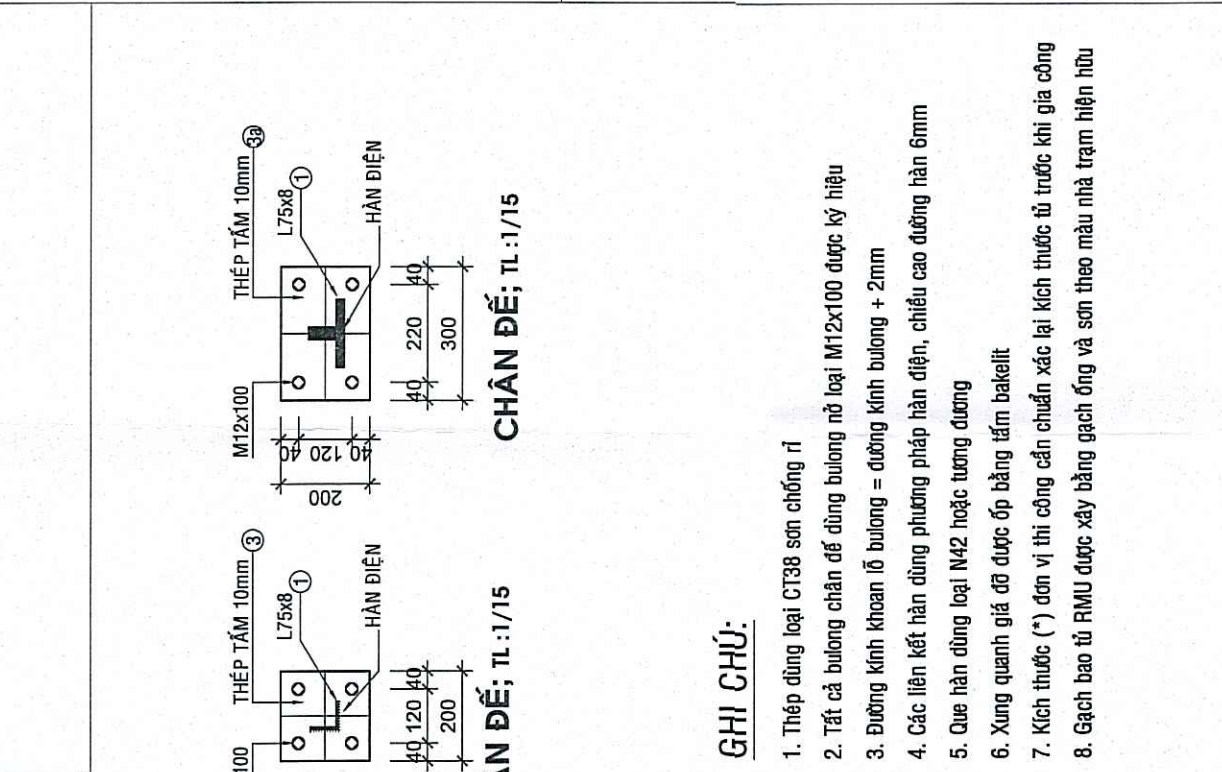 M12x100
THÉP TẤM 10mm 3a
L75x8 1
HÀN ĐIỆN
40
120
40
200
40
220
40
300
CHÂN ĐẾ; TL :1/15
100
THÉP TẤM 10mm 3
L75x8 1
HÀN ĐIỆN
40
120
40
200
ÂN ĐẾ; TL :1/15
GHI CHÚ:
1. Thép dùng loại CT38 sơn chống rỉ
2. Tất cả bulong chân đế dùng bulong nở loại M12x100 được ký hiệu
3. Đường kính khoan lỗ bulong = đường kính bulong + 2mm
4. Các liên kết hàn dùng phương pháp hàn điện, chiều cao đường hàn 6mm
5. Que hàn dùng loại N42 hoặc tương đương
6. Xung quanh giá đỡ được ốp bằng tấm bakelit
7. Kích thước (*) đơn vị thi công cần chuẩn xác lại kích thước tủ trước khi gia công
8. Gạch bao tủ RMU được xây bằng gạch ống và sơn theo màu nhà trạm hiện hữu